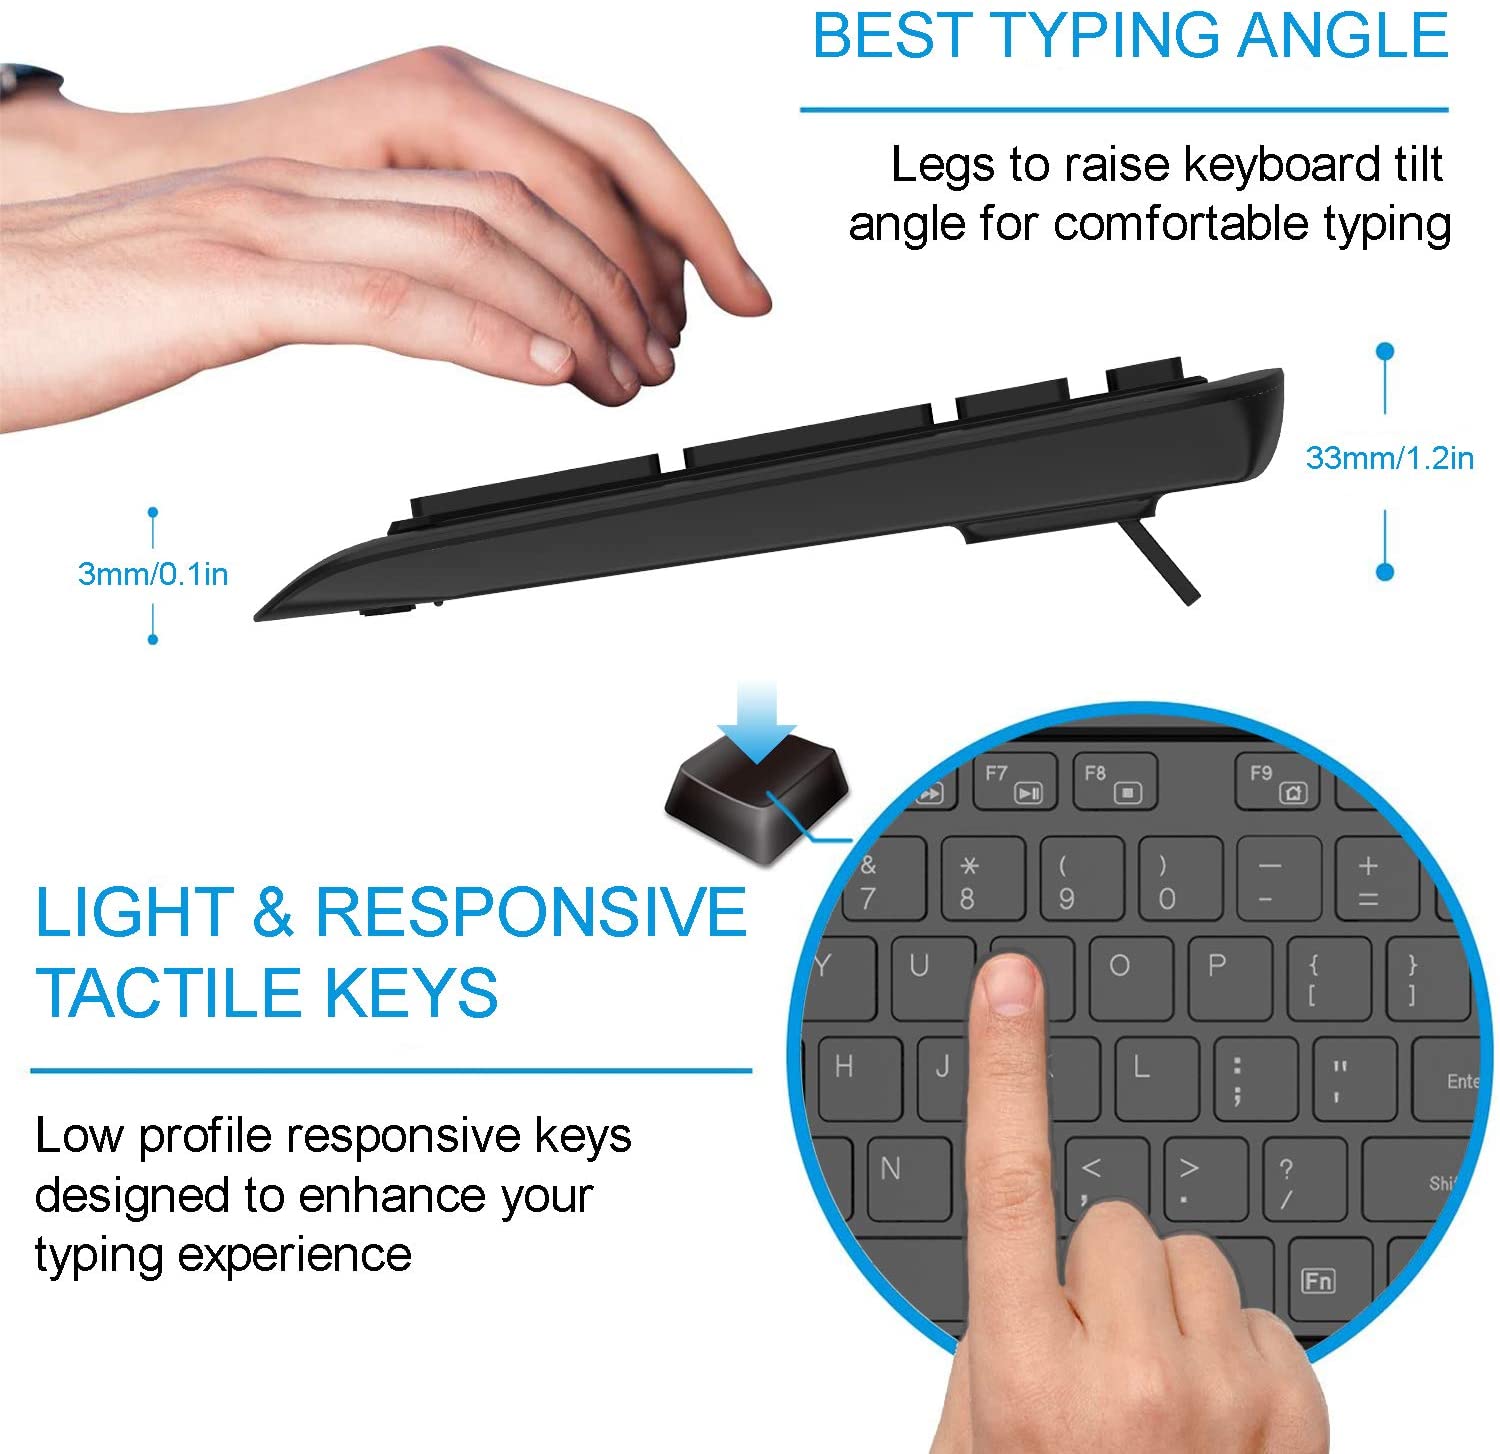 BEST TYPING ANGLE
Legs to raise keyboard tilt
angle for comfortable typing
33mm/1.2in
3mm/0.1in
LIGHT & RESPONSIVE
TACTILE KEYS
Low profile responsive keys
designed to enhance your
typing experience
F7 F8 F9
& * ( ) — +
7 8 9 0 - =
Y U O P { }
[ ]
H J L : "
; '
Ente
N < > ?
, . /
Shi
Fn